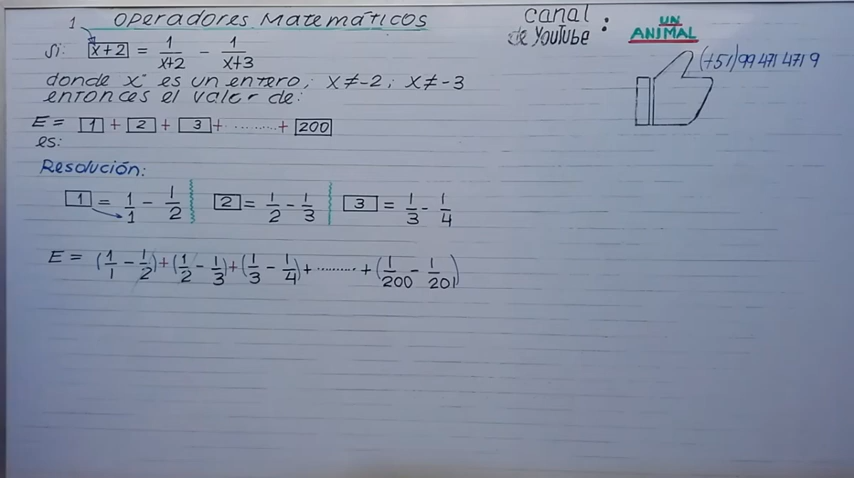 Operadores Matemáticos
canal de YouTube: UN ANIMAL
(+51) 994714719
1
Si: [x+2] = 1/(x+2) - 1/(x+3)
donde x es un entero; x ≠ -2; x ≠ -3
entonces el valor de:
E = [1] + [2] + [3] + ......... + [200]
es:
Resolución:
[1] = 1/1 - 1/2 [2] = 1/2 - 1/3 [3] = 1/3 - 1/4
E = (1/1 - 1/2) + (1/2 - 1/3) + (1/3 - 1/4) + ......... + (1/200 - 1/201)